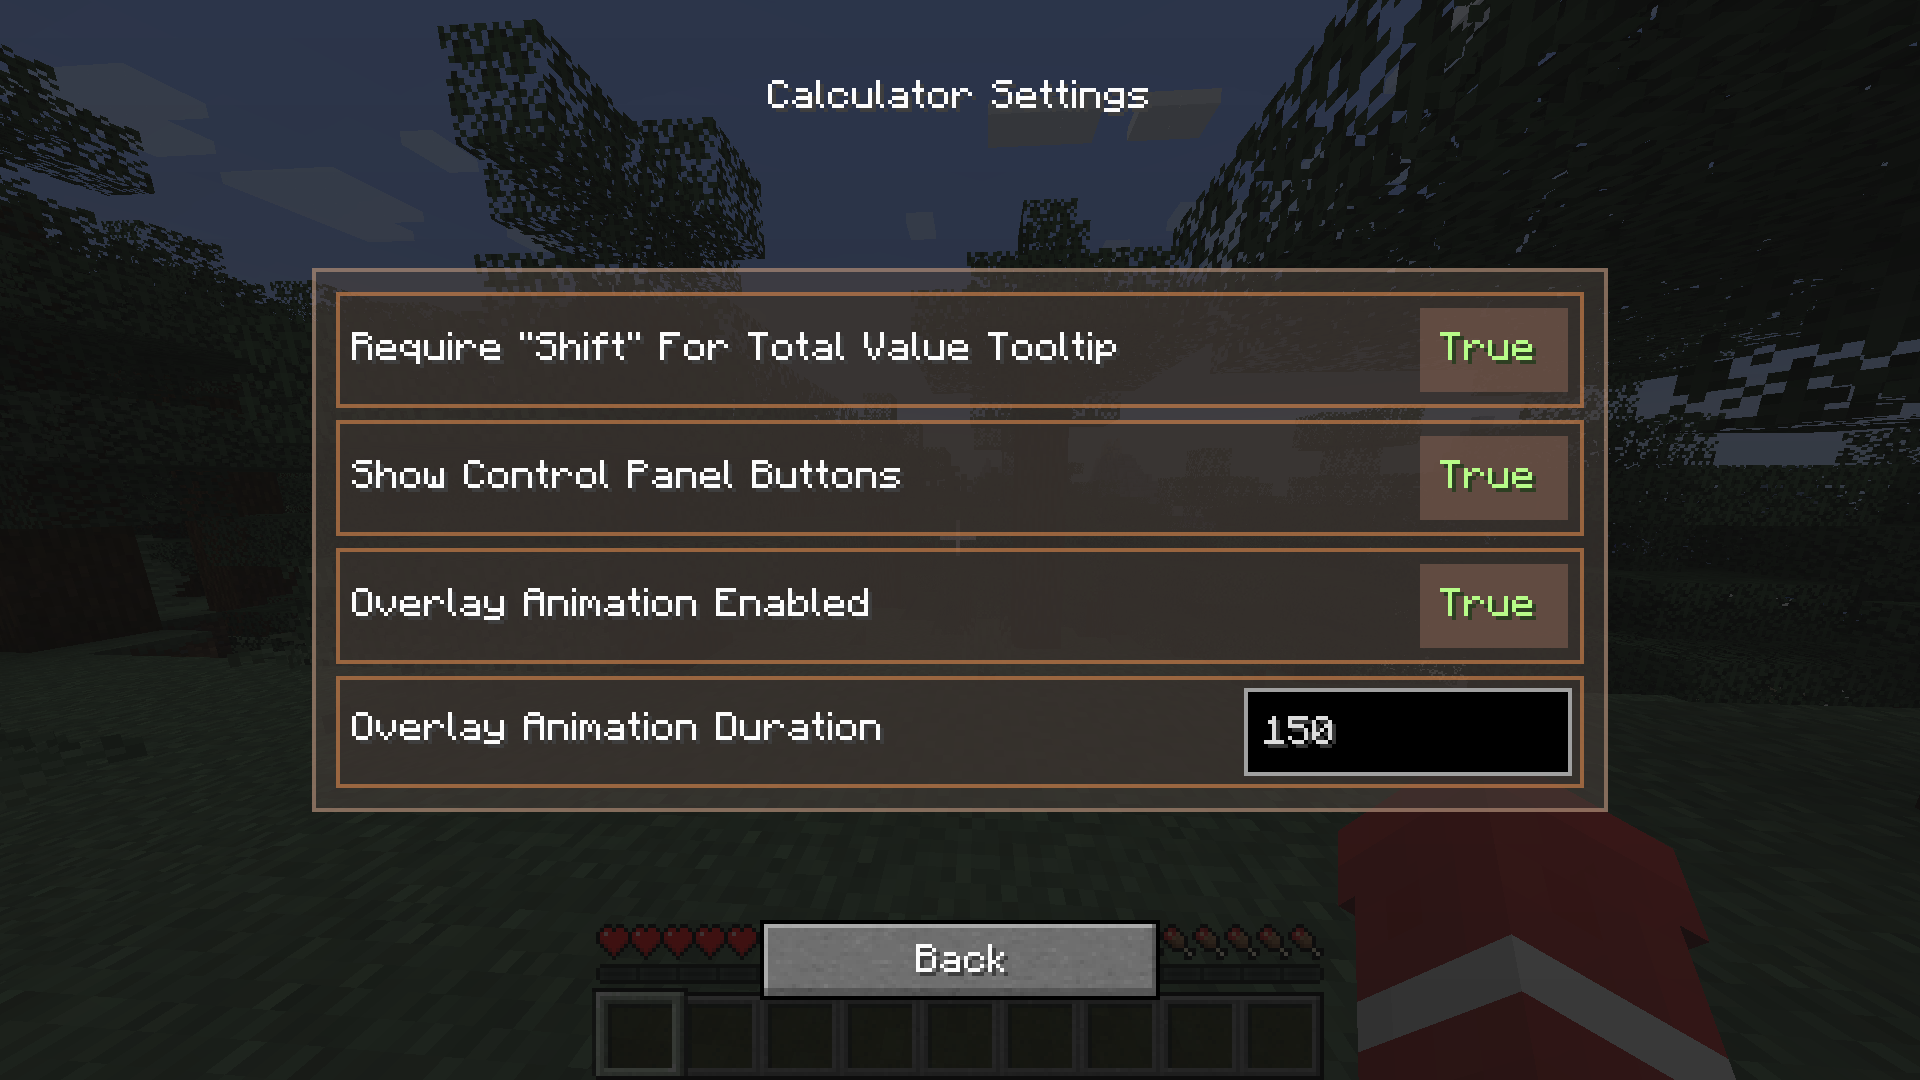 Calculator Settings
Require "Shift" For Total Value Tooltip
True
Show Control Panel Buttons
True
Overlay Animation Enabled
True
Overlay Animation Duration
150
Back